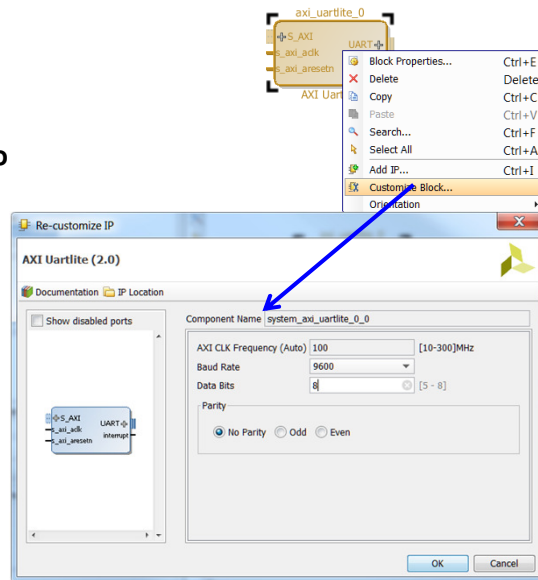 axi_uartlite_0
S_AXI
s_axi_aclk
s_axi_aresetn
UART
AXI Uart
Block Properties... Ctrl+E
Delete Delete
Copy Ctrl+C
Paste Ctrl+V
Search... Ctrl+F
Select All Ctrl+A
Add IP... Ctrl+I
Customize Block...
Orientation
Re-customize IP
AXI Uartlite (2.0)
Documentation IP Location
Show disabled ports
Component Name system_axi_uartlite_0_0
AXI CLK Frequency (Auto) 100 [10-300]MHz
Baud Rate 9600
Data Bits 8 [5 - 8]
Parity
No Parity Odd Even
S_AXI
s_axi_aclk
s_axi_aresetn
UART
interrupt
OK Cancel